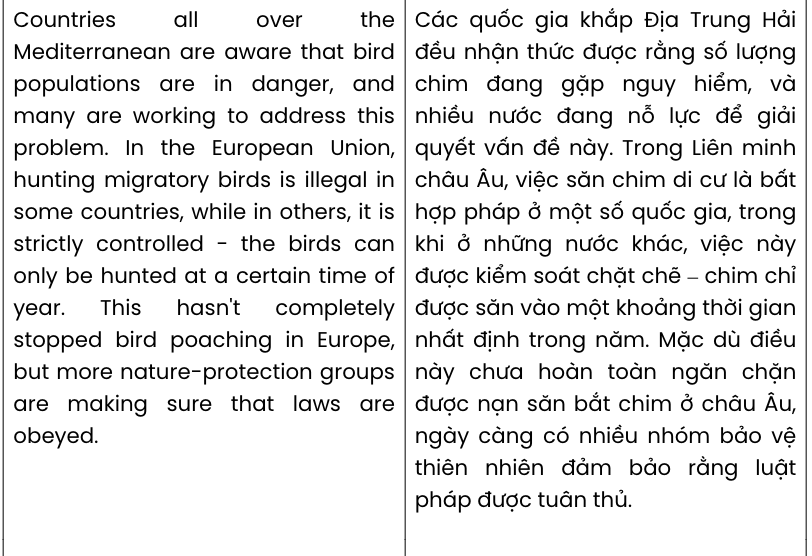 Countries all over the
Mediterranean are aware that bird
populations are in danger, and
many are working to address this
problem. In the European Union,
hunting migratory birds is illegal in
some countries, while in others, it is
strictly controlled - the birds can
only be hunted at a certain time of
year. This hasn't completely
stopped bird poaching in Europe,
but more nature-protection groups
are making sure that laws are
obeyed.
Các quốc gia khắp Địa Trung Hải
đều nhận thức được rằng số lượng
chim đang gặp nguy hiểm, và
nhiều nước đang nỗ lực để giải
quyết vấn đề này. Trong Liên minh
châu Âu, việc săn chim di cư là bất
hợp pháp ở một số quốc gia, trong
khi ở những nước khác, việc này
được kiểm soát chặt chẽ – chim chỉ
được săn vào một khoảng thời gian
nhất định trong năm. Mặc dù điều
này chưa hoàn toàn ngăn chặn
được nạn săn bắt chim ở châu Âu,
ngày càng có nhiều nhóm bảo vệ
thiên nhiên đảm bảo rằng luật
pháp được tuân thủ.